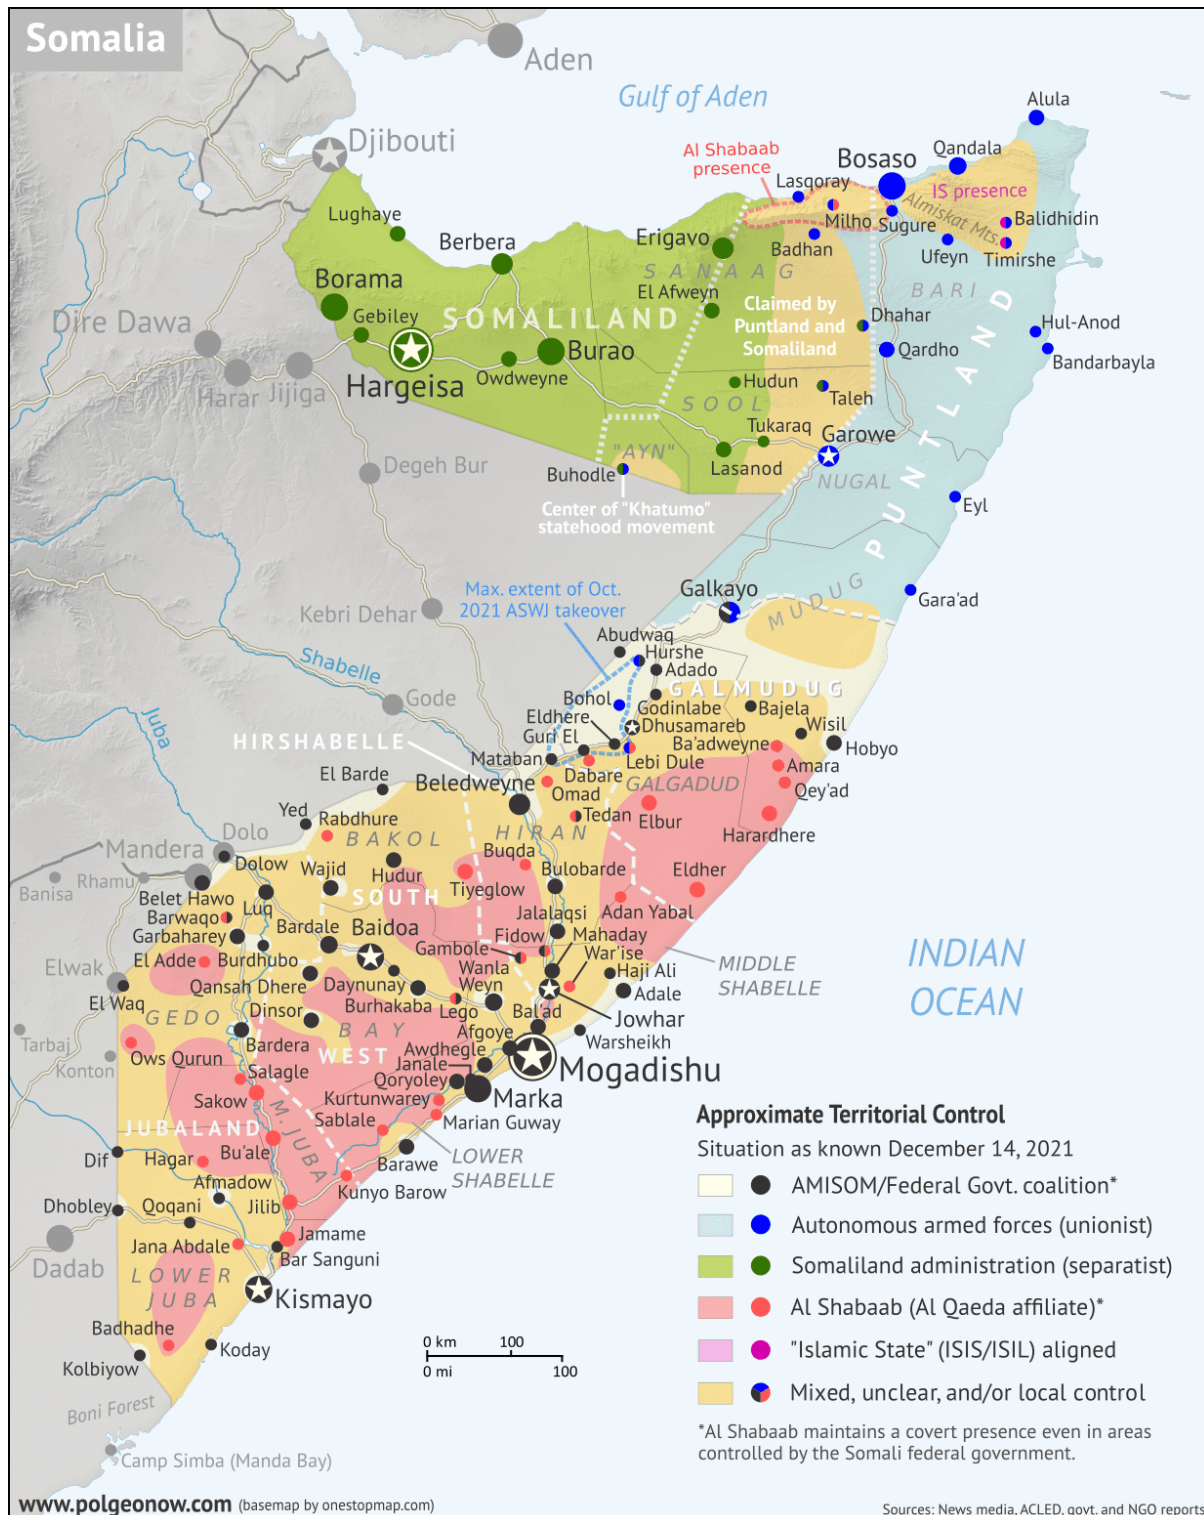 Somalia
Aden
Gulf of Aden
Alula
Djibouti
Al Shabaab
presence
Bosaso
Qandala
Lasqoray
IS presence
Lughaye
Almiskat Mts.
Balidhidin
Milho
Sugure
Berbera
Erigavo
Badhan
Ufeyn
Timirshe
SANAAG
Borama
El Afweyn
BARI
Gebiley
SOMALILAND
Claimed by
Puntland and
Somaliland
Dhahar
Hul-Anod
Dire Dawa
Burao
Qardho
Bandarbayla
Harar
Jijiga
Hargeisa
Owdweyne
Hudun
Taleh
PUNTLAND
SOOL
Tukaraq
Garowe
"AYN"
Degeh Bur
Buhodle
Lasanod
NUGAL
Center of "Khatumo"
statehood movement
Eyl
Max. extent of Oct.
2021 ASWJ takeover
Galkayo
MUDUG
Gara'ad
Kebri Dehar
Shabelle
Abudwaq
Hurshe
Adado
GALMUDUG
Gode
Bohol
Godinlabe
Bajela
Juba
Eldhere
Dhusamareb
Wisil
HIRSHABELLE
Guri El
Ba'adweyne
Hobyo
Mataban
Lebi Dule
Amara
El Barde
Beledweyne
Dabare
GALGADUD
Qey'ad
Omad
Yed
Rabdhure
Tedan
Elbur
Harardhere
Dolo
BAKOL
HIRAN
Mandera
Dolow
Wajid
Buqda
Bulobarde
Eldher
Banisa
Rhamu
Hudur
Tiyeglow
Belet Hawo
SOUTH
Barwaqo
Luq
Bardale
Baidoa
Jalalaqsi
Adan Yabal
Garbaharey
Fidow
Mahaday
El Adde
Burdhubo
Gambole
War'ise
Elwak
Wanla
Weyn
Haji Ali
MIDDLE
SHABELLE
INDIAN
OCEAN
El Waq
Qansah Dhere
Daynunay
Adale
Burhakaba
Lego
GEDO
Dinsor
BAY
Bal'ad
Jowhar
Tarbaj
Bardera
Afgoye
Warsheikh
Ows Qurun
WEST
Awdhegle
Konton
Salagle
Janale
Mogadishu
Sakow
Qoryoley
Marka
Kurtunwarey
JUBALAND
M. JUBA
Sablale
Marian Guway
Dif
Hagar
Bu'ale
Barawe
LOWER
SHABELLE
Afmadow
Kunyo Barow
Dhobley
Qoqani
Jilib
Jamame
Jana Abdale
Bar Sanguni
Dadab
LOWER
JUBA
Kismayo
Badhadhe
Koday
Kolbiyow
Boni Forest
Camp Simba (Manda Bay)
0 km 100
0 mi 100
Approximate Territorial Control
Situation as known December 14, 2021
AMISOM/Federal Govt. coalition*
Autonomous armed forces (unionist)
Somaliland administration (separatist)
Al Shabaab (Al Qaeda affiliate)*
"Islamic State" (ISIS/ISIL) aligned
Mixed, unclear, and/or local control
*Al Shabaab maintains a covert presence even in areas
controlled by the Somali federal government.
www.polgeonow.com (basemap by onestopmap.com)
Sources: News media, ACLED, govt. and NGO reports